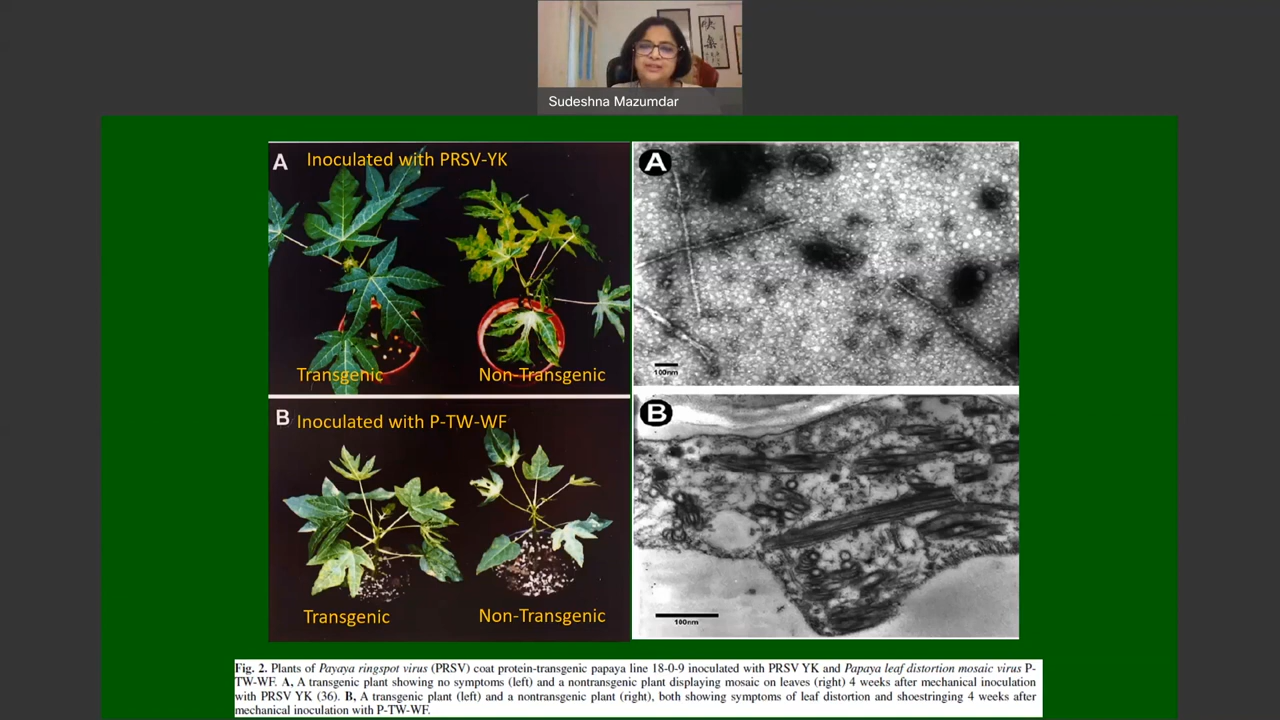 Sudeshna Mazumdar
A
Inoculated with PRSV-YK
Transgenic
Non-Transgenic
A
100nm
B
Inoculated with P-TW-WF
Transgenic
Non-Transgenic
B
100nm
Fig. 2. Plants of Payaya ringspot virus (PRSV) coat protein-transgenic papaya line 18-0-9 inoculated with PRSV YK and Papaya leaf distortion mosaic virus P-
TW-WF. A, A transgenic plant showing no symptoms (left) and a nontransgenic plant displaying mosaic on leaves (right) 4 weeks after mechanical inoculation
with PRSV YK (36). B, A transgenic plant (left) and a nontransgenic plant (right), both showing symptoms of leaf distortion and shoestringing 4 weeks after
mechanical inoculation with P-TW-WF.